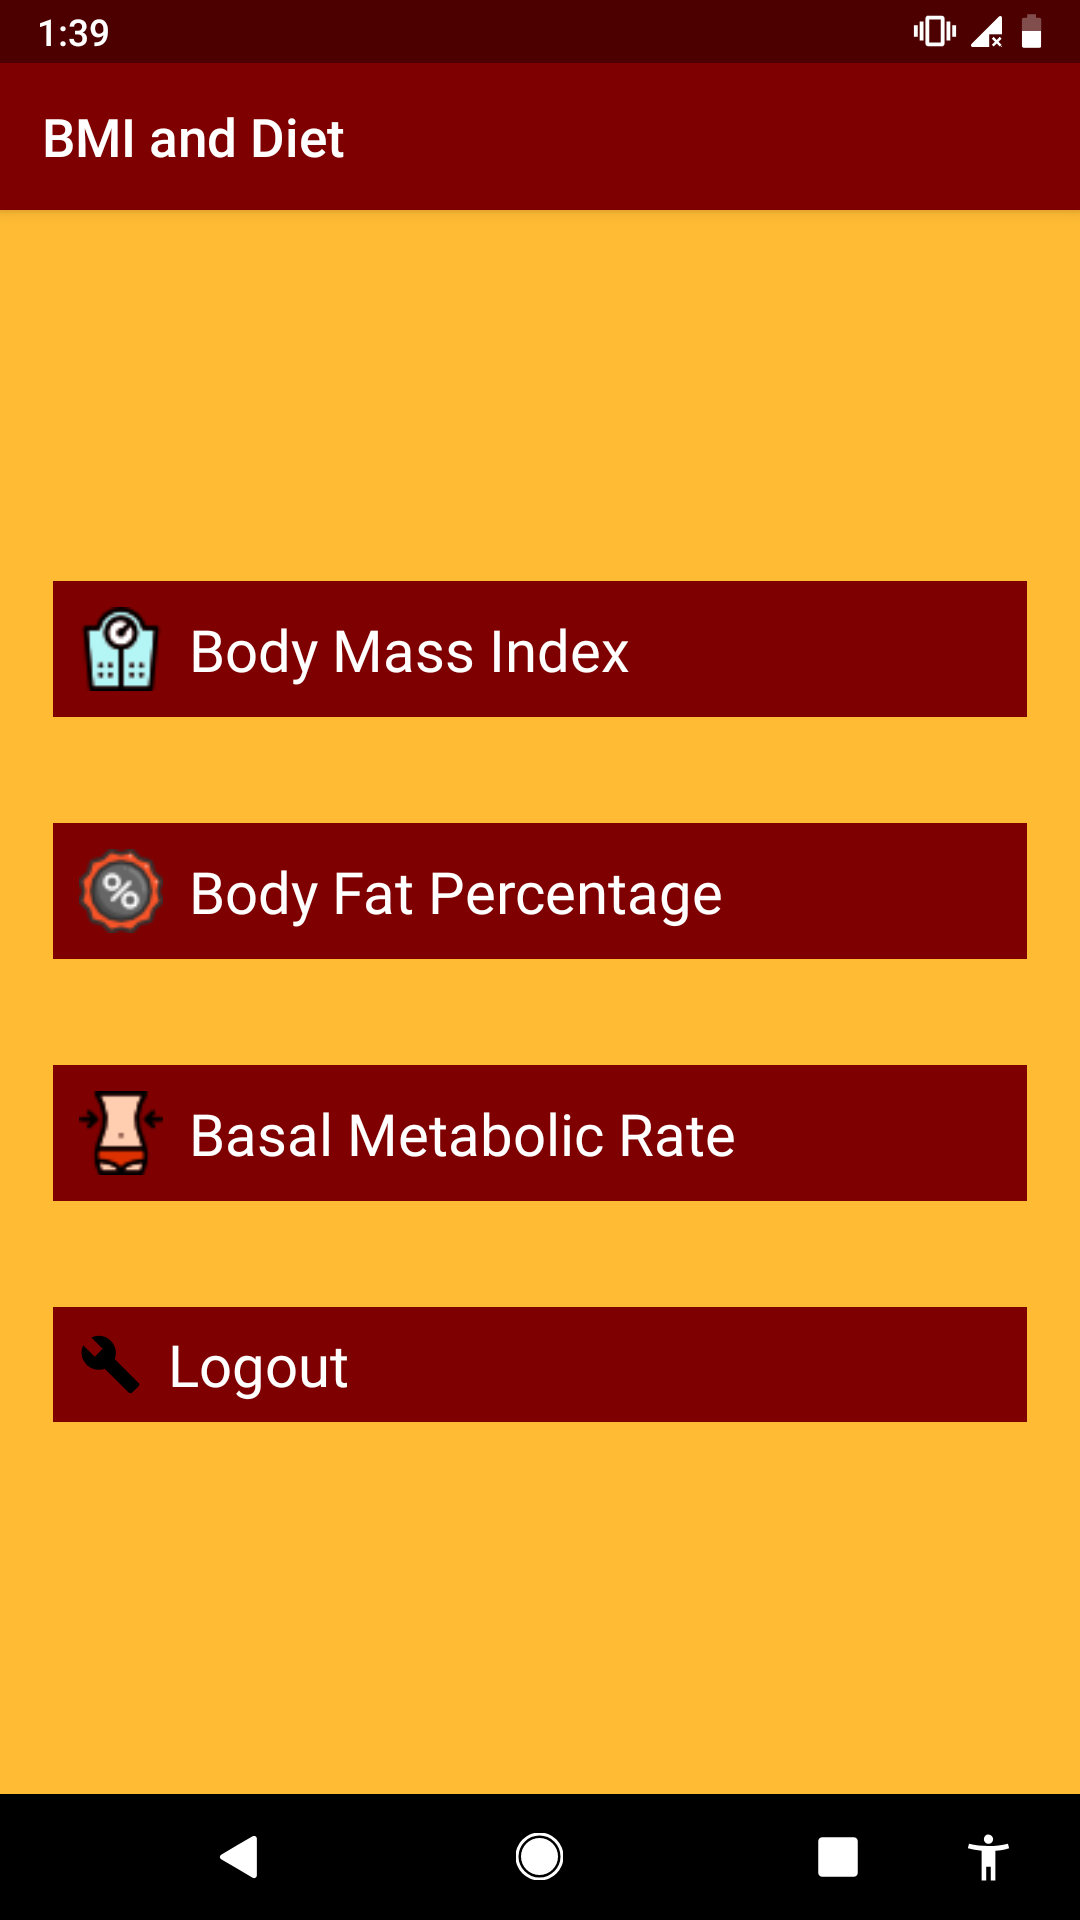 1:39
BMI and Diet
Body Mass Index
%
Body Fat Percentage
Basal Metabolic Rate
Logout